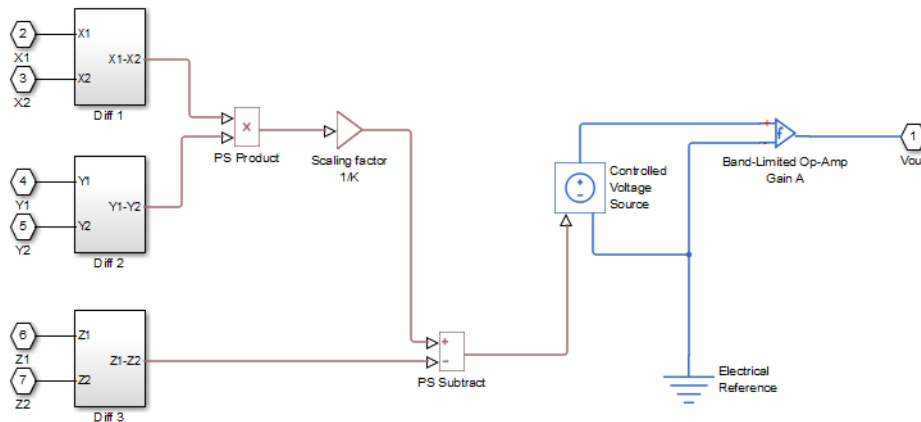 2
X1
X1
X1-X2
3
X2
X2
Diff 1
4
Y1
Y1
Y1-Y2
5
Y2
Y2
Diff 2
×
PS Product
Scaling factor
1/K
6
Z1
Z1
Z1-Z2
7
Z2
Z2
Diff 3
+
−
PS Subtract
+
−
Controlled
Voltage
Source
+
-
f
Band-Limited Op-Amp
Gain A
1
Vou
Electrical
Reference